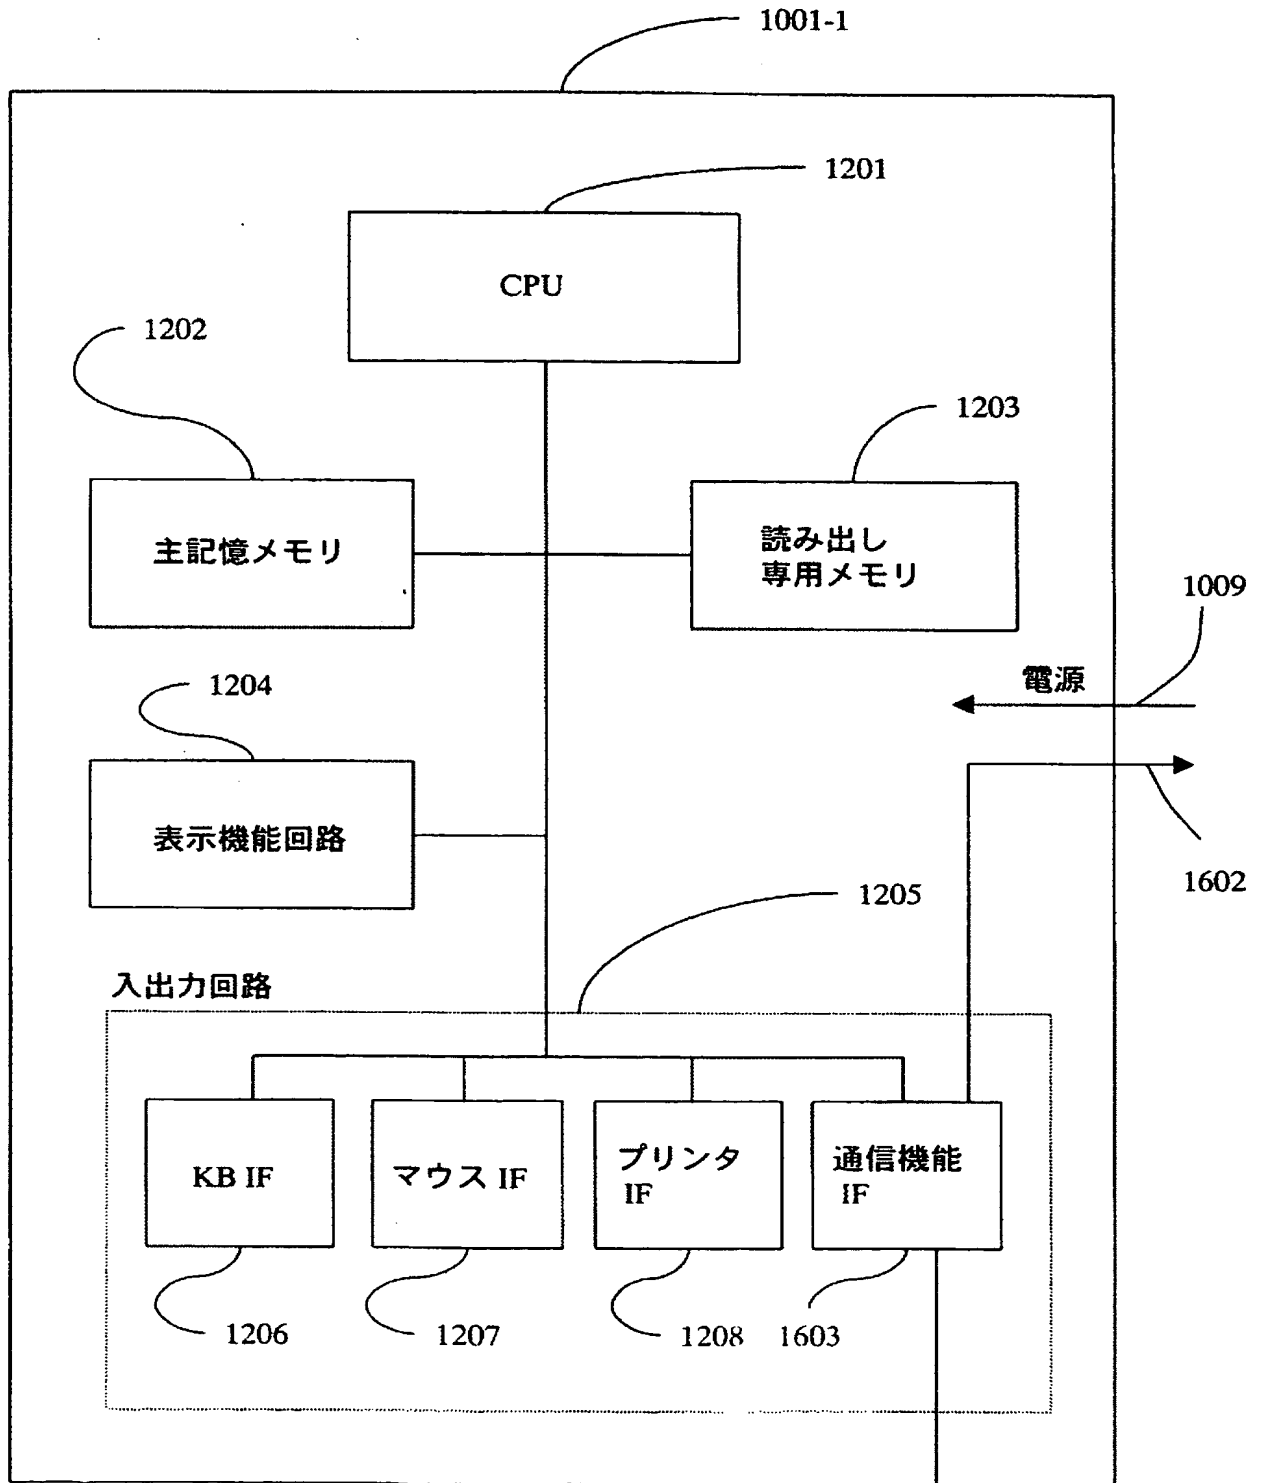 1001-1
1201
CPU
1202
1203
主記憶メモリ
読み出し
専用メモリ
1009
電源
1204
表示機能回路
1602
1205
入出力回路
KB IF
マウス IF
プリンタ
IF
通信機能
IF
1206
1207
1208
1603